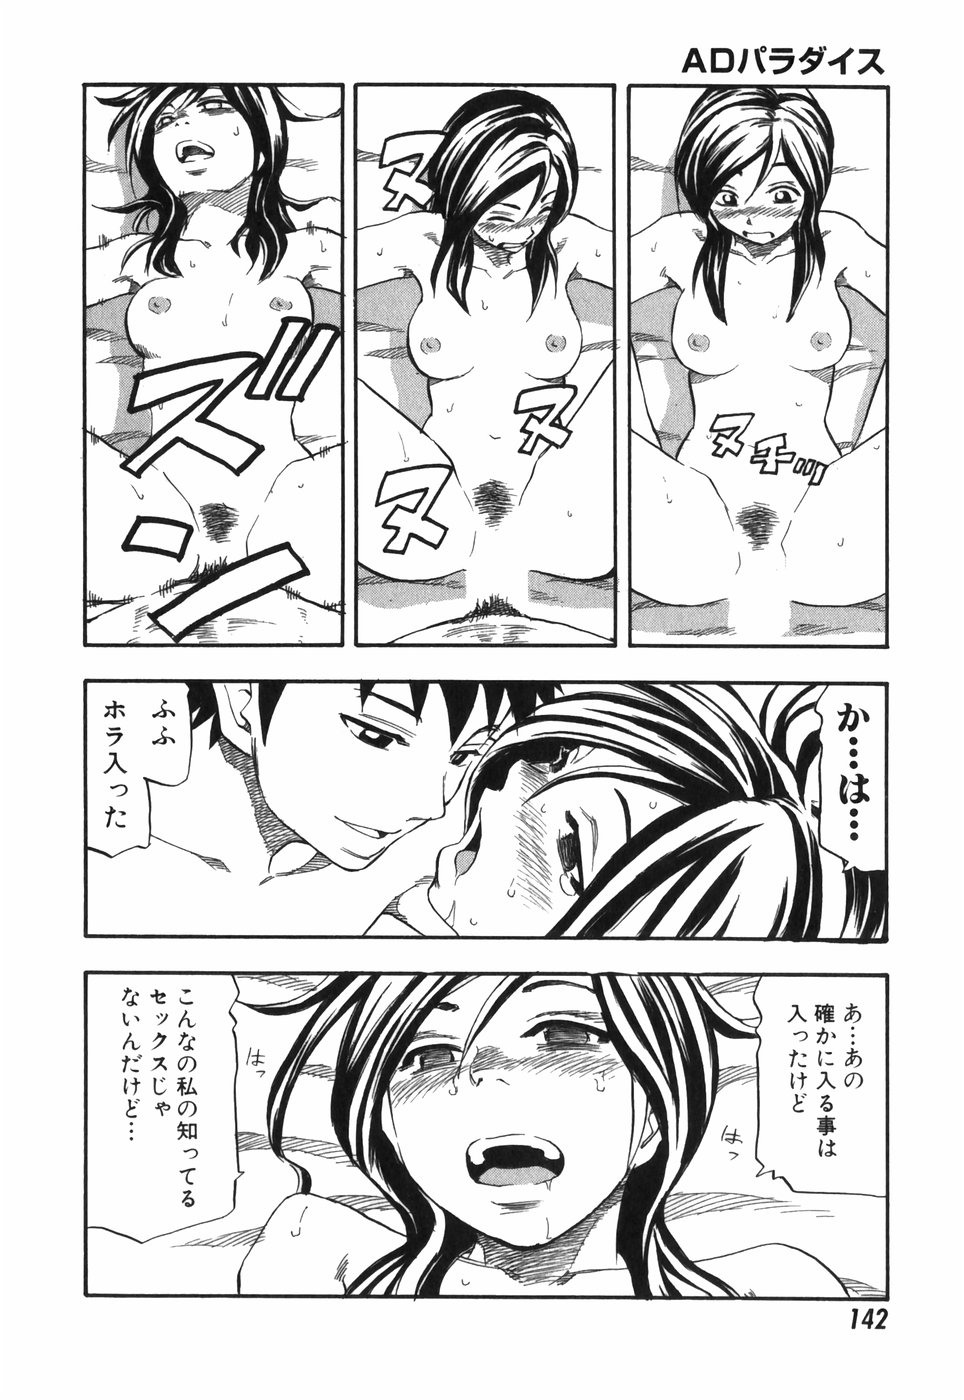 ADパラダイス
ヌ
チ…
ヌ
ヌ
ヌ
ズ
ン
か…は…
ふふ
ホラ入った
あ…あの
確かに入る事は
入ったけど
はっ
はっ
こんなの私の知ってる
セックスじゃ
ないんだけど…
142